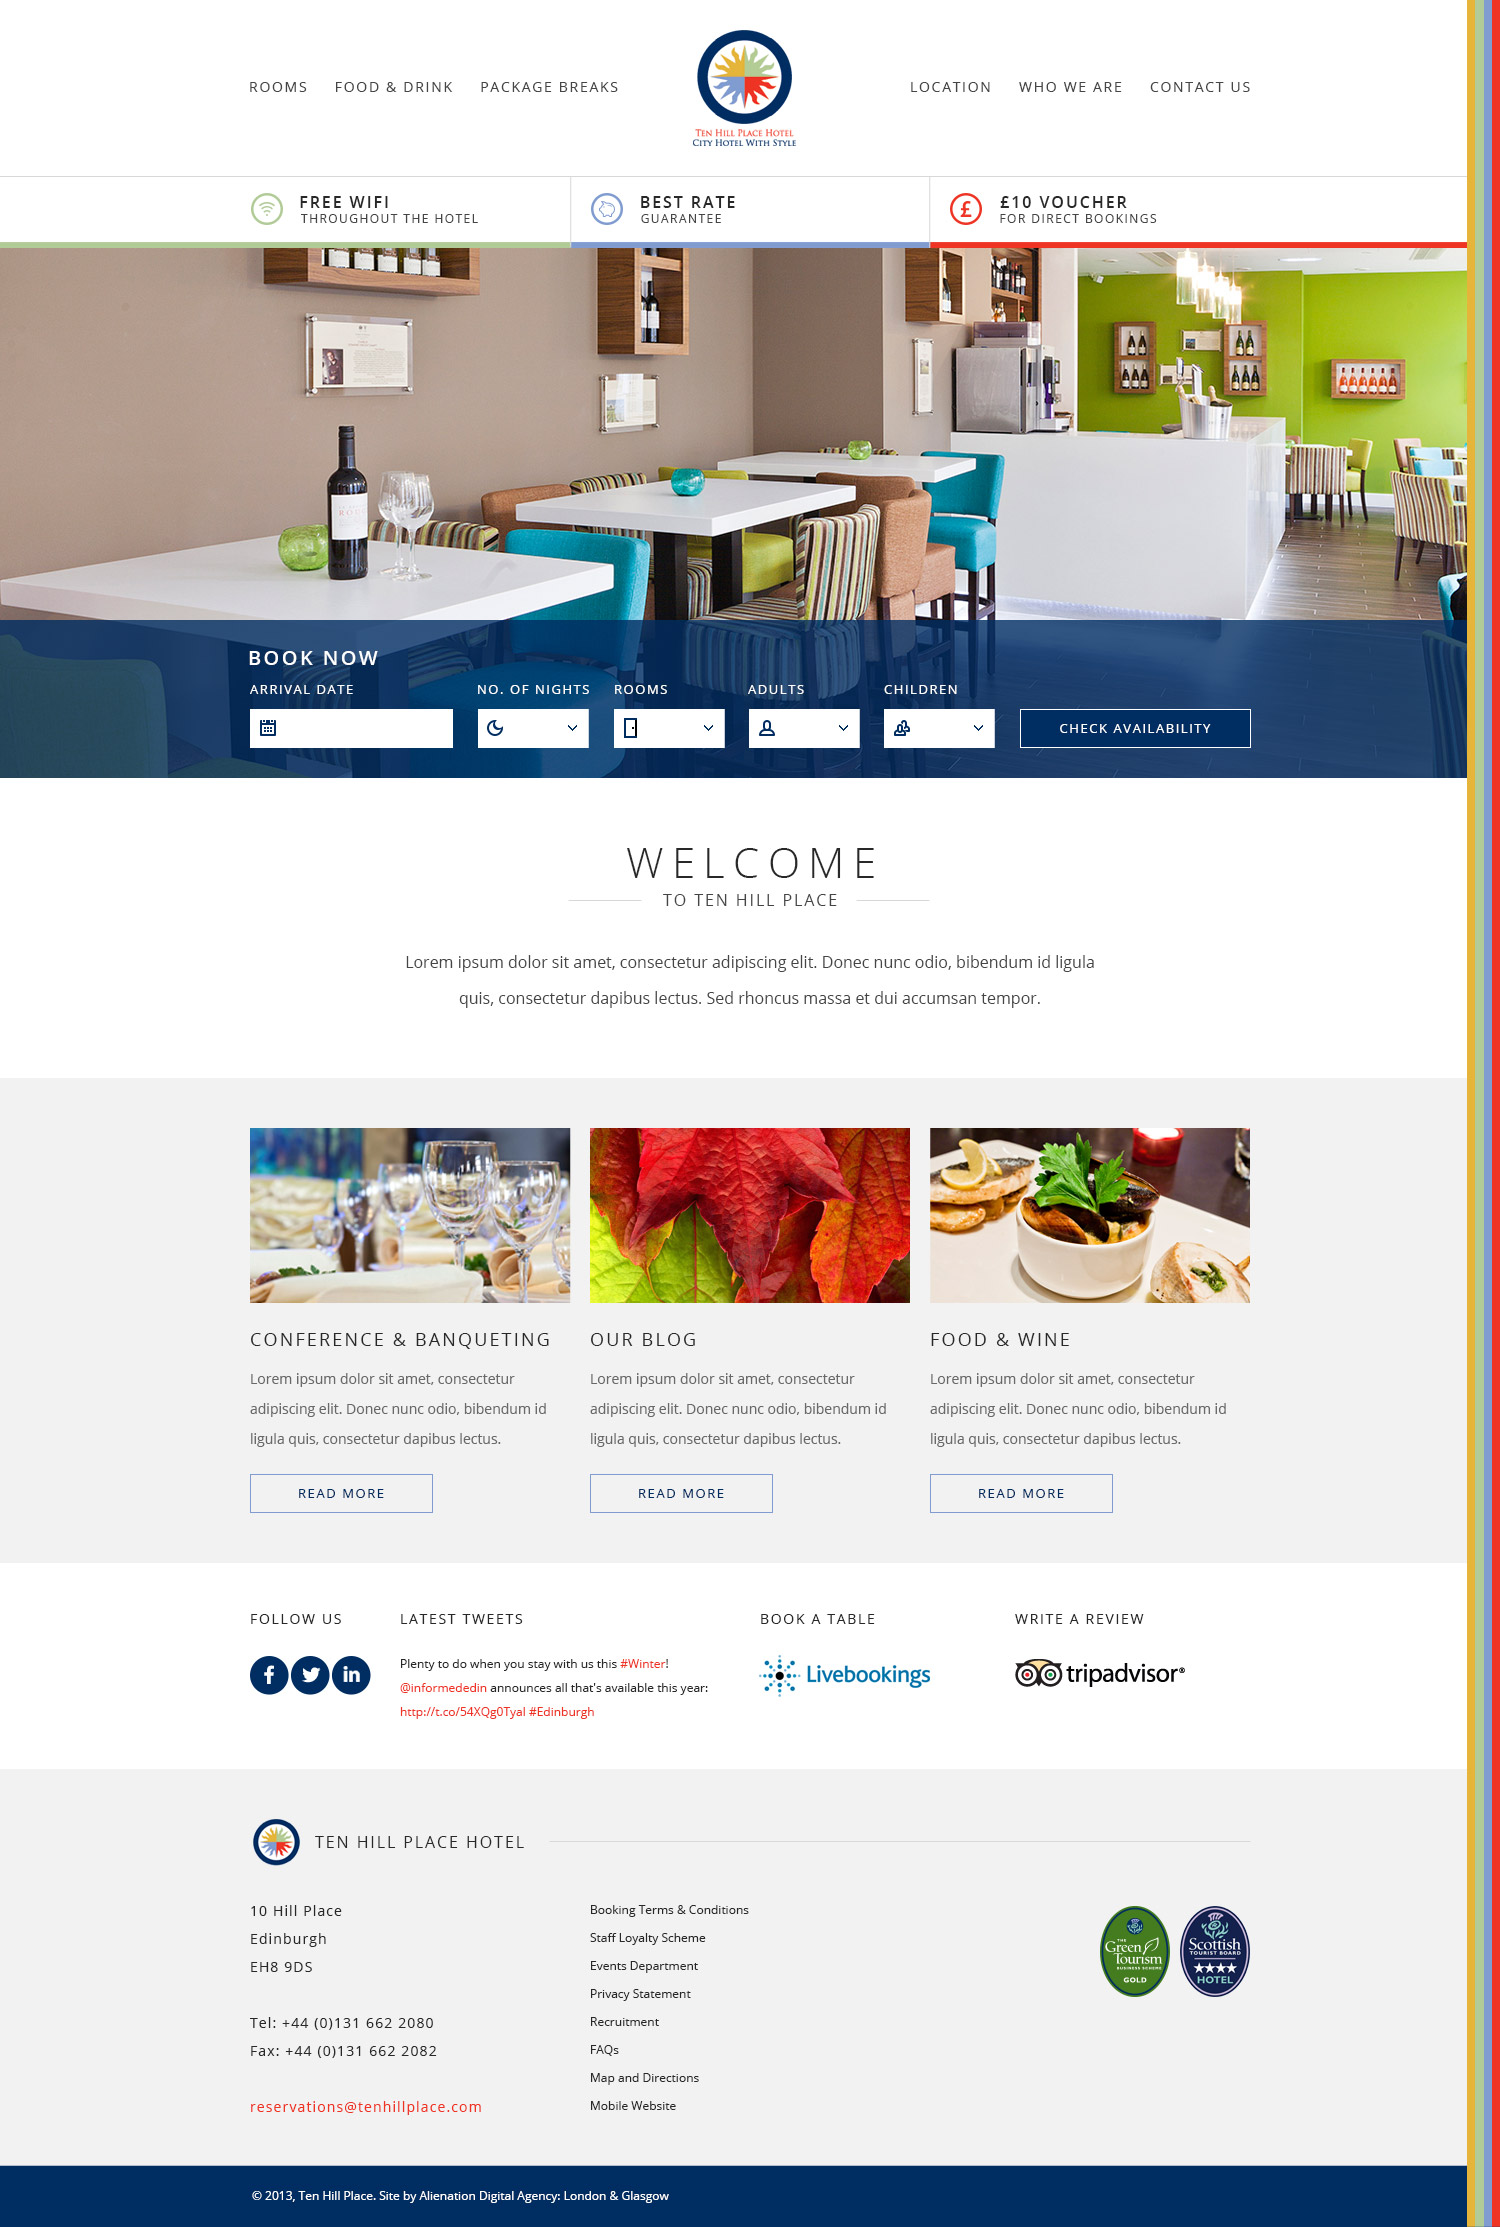 ROOMS FOOD & DRINK PACKAGE BREAKS
TEN HILL PLACE HOTEL
CITY HOTEL WITH STYLE
LOCATION WHO WE ARE CONTACT US
FREE WIFI
THROUGHOUT THE HOTEL
BEST RATE
GUARANTEE
£
£10 VOUCHER
FOR DIRECT BOOKINGS
BOOK NOW
ARRIVAL DATE NO. OF NIGHTS ROOMS ADULTS CHILDREN
CHECK AVAILABILITY
WELCOME
TO TEN HILL PLACE
Lorem ipsum dolor sit amet, consectetur adipiscing elit. Donec nunc odio, bibendum id ligula
quis, consectetur dapibus lectus. Sed rhoncus massa et dui accumsan tempor.
CONFERENCE & BANQUETING
Lorem ipsum dolor sit amet, consectetur
adipiscing elit. Donec nunc odio, bibendum id
ligula quis, consectetur dapibus lectus.
READ MORE
OUR BLOG
Lorem ipsum dolor sit amet, consectetur
adipiscing elit. Donec nunc odio, bibendum id
ligula quis, consectetur dapibus lectus.
READ MORE
FOOD & WINE
Lorem ipsum dolor sit amet, consectetur
adipiscing elit. Donec nunc odio, bibendum id
ligula quis, consectetur dapibus lectus.
READ MORE
FOLLOW US
f in
LATEST TWEETS
Plenty to do when you stay with us this #Winter!
@informededin announces all that's available this year:
http://t.co/54XQg0Tyal #Edinburgh
BOOK A TABLE
Livebookings
WRITE A REVIEW
tripadvisor®
TEN HILL PLACE HOTEL
10 Hill Place
Edinburgh
EH8 9DS
Tel: +44 (0)131 662 2080
Fax: +44 (0)131 662 2082
reservations@tenhillplace.com
Booking Terms & Conditions
Staff Loyalty Scheme
Events Department
Privacy Statement
Recruitment
FAQs
Map and Directions
Mobile Website
THE
Green
Tourism
BUSINESS SCHEME
GOLD
Scottish
TOURIST BOARD
HOTEL
© 2013, Ten Hill Place. Site by Alienation Digital Agency: London & Glasgow